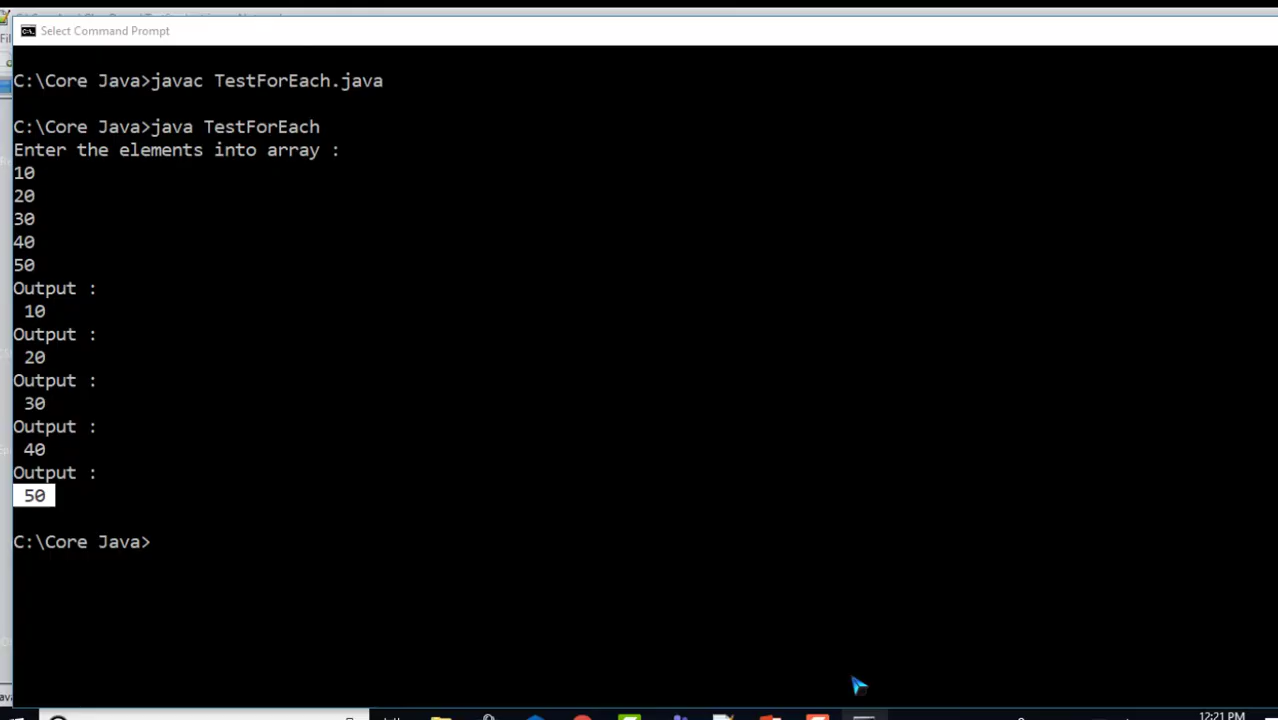 Select Command Prompt
C:\Core Java>javac TestForEach.java
C:\Core Java>java TestForEach
Enter the elements into array :
10
20
30
40
50
Output :
10
Output :
20
Output :
30
Output :
40
Output :
50
C:\Core Java>
12:21 PM